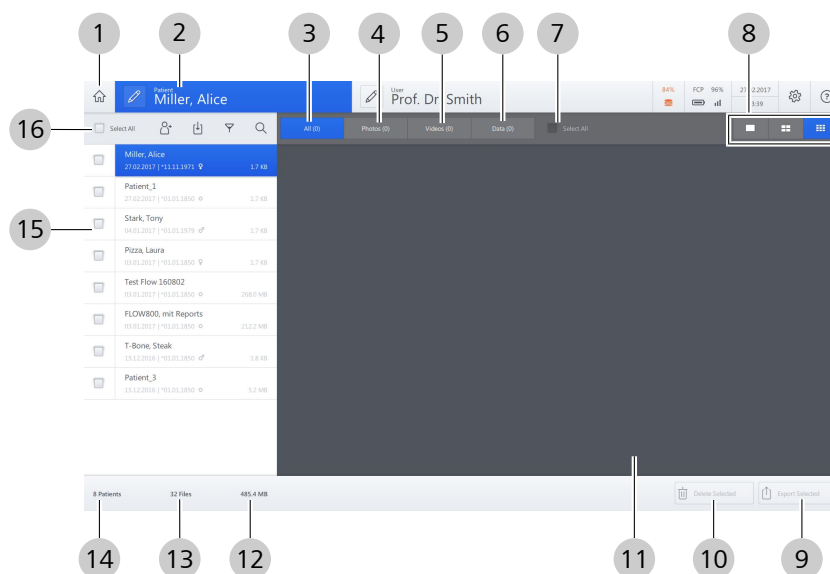 1 2 3 4 5 6 7 8
Patient
Miller, Alice
User
Prof. Dr. Smith
84%
FCP 96%
16
Select All
All (0)
Photos (0)
Videos (0)
Data (0)
Select All
Miller, Alice
27.02.2017 | *11.11.1971 ♀ 1.7 KB
Patient_1
27.02.2017 | *01.01.1850 1.7 KB
15
Stark, Tony
04.01.2017 | *01.01.1979 ♂ 1.7 KB
Pizza, Laura
03.01.2017 | *01.01.1850 ♀ 1.7 KB
Test Flow 160802
03.01.2017 | *01.01.1850 268.0 MB
FLOW800, mit Reports
03.01.2017 | *01.01.1850 212.2 MB
T-Bone, Steak
15.12.2016 | *01.01.1850 ♂ 1.8 KB
Patient_3
15.12.2016 | *01.01.1850 5.2 MB
8 Patients
32 Files
485.4 MB
Delete Selected
Export Selected
14 13 12 11 10 9